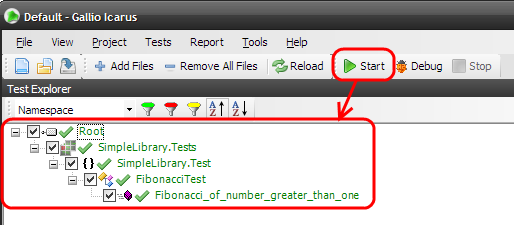 Default - Gallio Icarus
File View Project Tests Report Tools Help
Add Files Remove All Files Reload Start Debug Stop
Test Explorer
Namespace
Root
SimpleLibrary.Tests
{} SimpleLibrary.Test
FibonacciTest
Fibonacci_of_number_greater_than_one